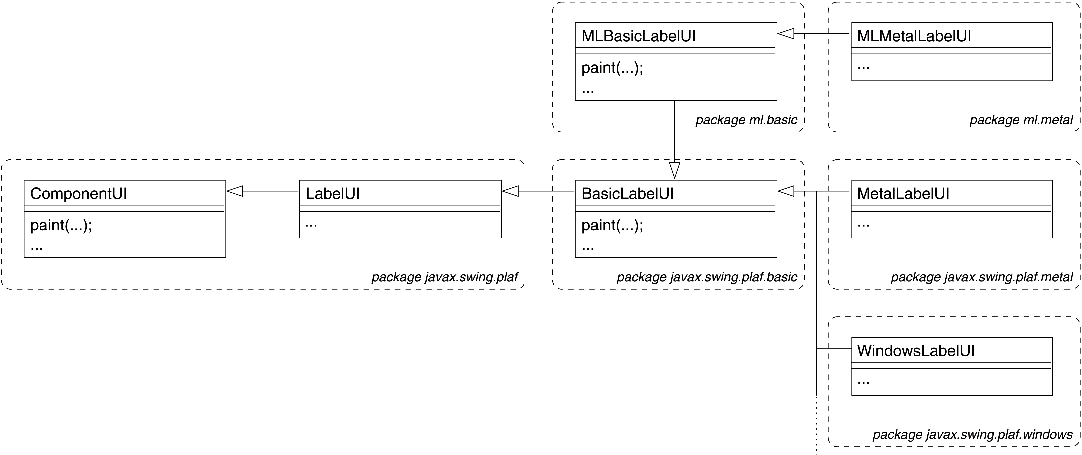 MLBasicLabelUI
paint(...);
...
package ml.basic
MLMetalLabelUI
...
package ml.metal
ComponentUI
paint(...);
...
LabelUI
...
package javax.swing.plaf
BasicLabelUI
paint(...);
...
package javax.swing.plaf.basic
MetalLabelUI
...
package javax.swing.plaf.metal
WindowsLabelUI
...
package javax.swing.plaf.windows